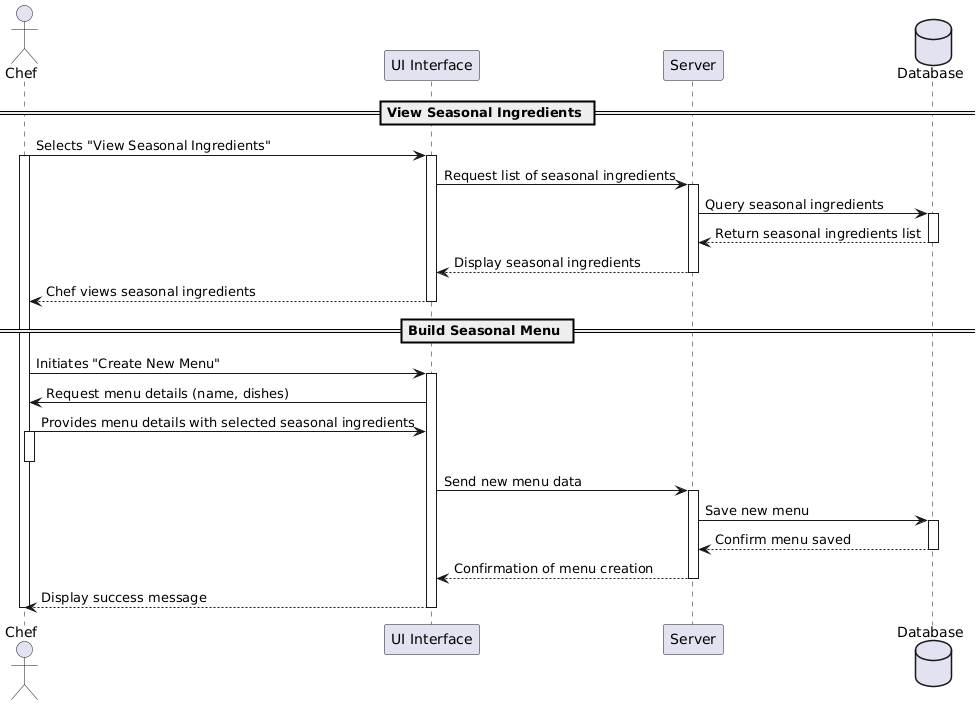 Chef
UI Interface
Server
Database
View Seasonal Ingredients
Selects "View Seasonal Ingredients"
Request list of seasonal ingredients
Query seasonal ingredients
Return seasonal ingredients list
Display seasonal ingredients
Chef views seasonal ingredients
Build Seasonal Menu
Initiates "Create New Menu"
Request menu details (name, dishes)
Provides menu details with selected seasonal ingredients
Send new menu data
Save new menu
Confirm menu saved
Confirmation of menu creation
Display success message
Chef
UI Interface
Server
Database